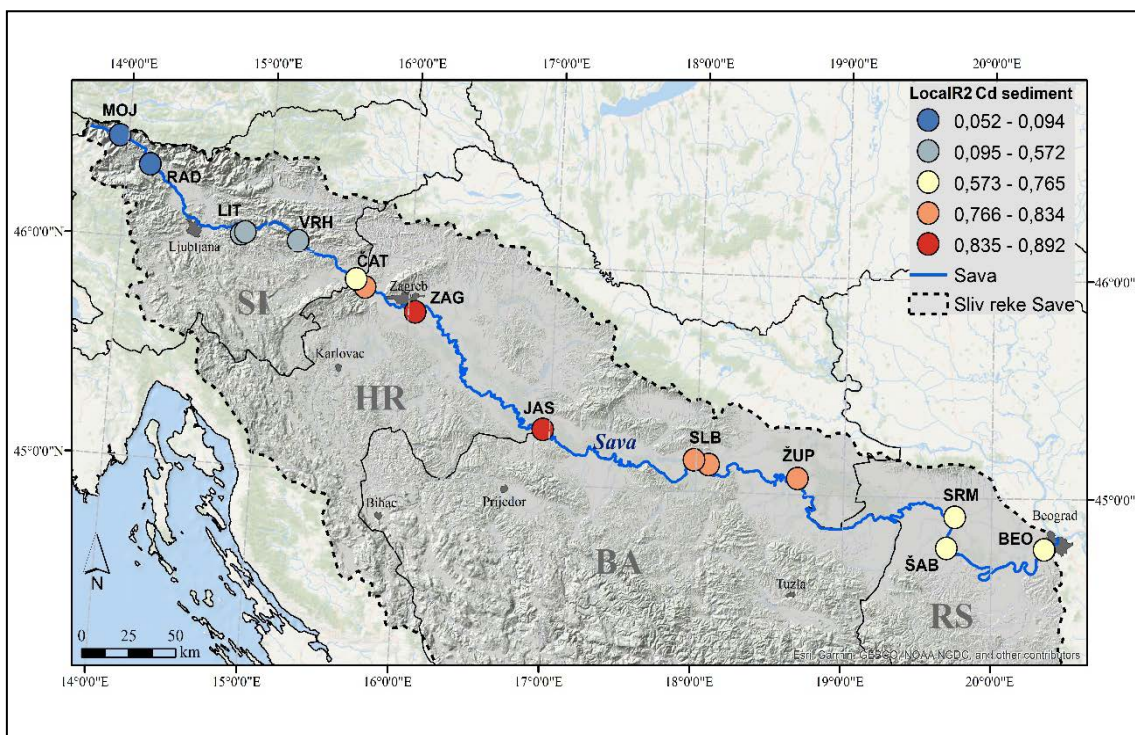 14°0'0"E 15°0'0"E 16°0'0"E 17°0'0"E 18°0'0"E 19°0'0"E 20°0'0"E
LocalR2 Cd sediment
0,052 - 0,094
0,095 - 0,572
0,573 - 0,765
0,766 - 0,834
0,835 - 0,892
Sava
Sliv reke Save
MOJ
RAD
LIT
VRH
Ljubljana
46°0'0"N
46°0'0"N
ČAT
Zagreb
ZAG
SI
Karlovac
HR
JAS
Sava
SLB
ŽUP
45°0'0"N
45°0'0"N
Bihac
Prijedor
SRM
Beograd
BEO
ŠAB
BA
Tuzla
RS
N
0 25 50
km
Esri, Garmin, GEBCO, NOAA NGDC, and other contributors
14°0'0"E 15°0'0"E 16°0'0"E 17°0'0"E 18°0'0"E 19°0'0"E 20°0'0"E